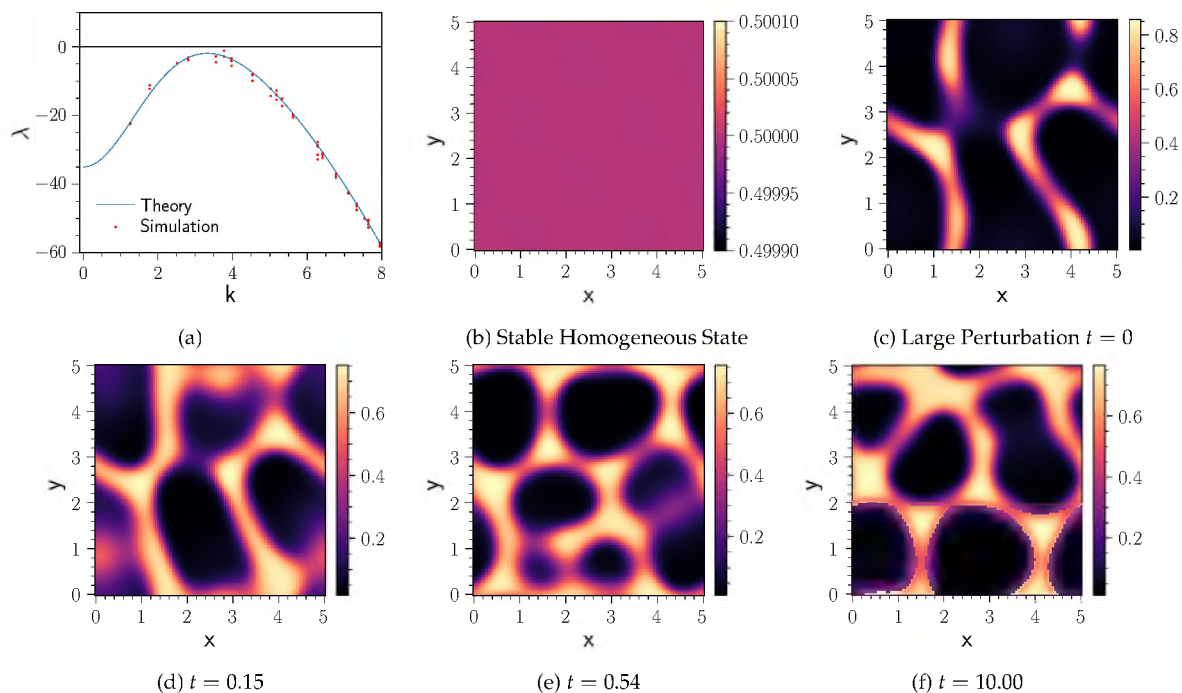 0
−20
−40
−60
λ
Theory
Simulation
0 2 4 6 8
k
(a)
5
4
3
2
1
0
y
0 1 2 3 4 5
x
0.50010
0.50005
0.50000
0.49995
0.49990
(b) Stable Homogeneous State
5
4
3
2
1
0
y
0 1 2 3 4 5
x
0.8
0.6
0.4
0.2
(c) Large Perturbation t = 0
5
4
3
2
1
0
y
0 1 2 3 4 5
x
0.6
0.4
0.2
(d) t = 0.15
5
4
3
2
1
0
y
0 1 2 3 4 5
x
0.6
0.4
0.2
(e) t = 0.54
5
4
3
2
1
0
y
0 1 2 3 4 5
x
0.6
0.4
0.2
(f) t = 10.00